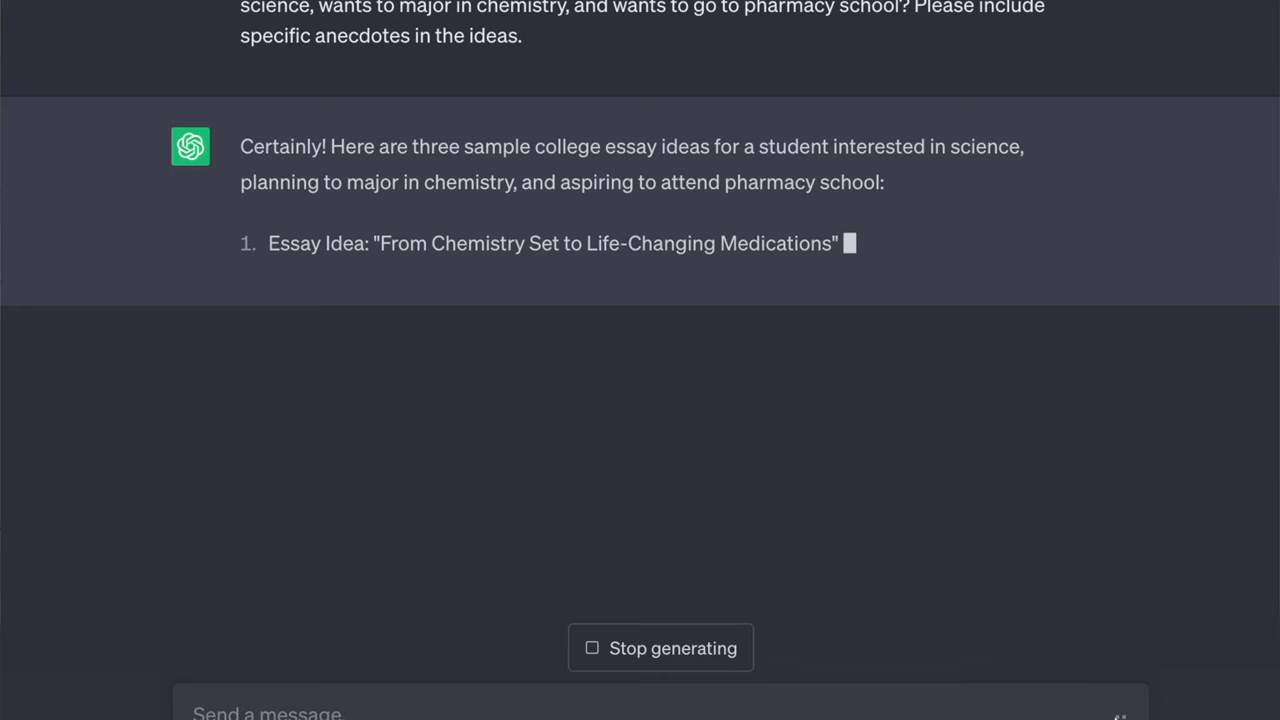 science, wants to major in chemistry, and wants to go to pharmacy school? Please include
specific anecdotes in the ideas.
Certainly! Here are three sample college essay ideas for a student interested in science,
planning to major in chemistry, and aspiring to attend pharmacy school:
1. Essay Idea: "From Chemistry Set to Life-Changing Medications"
Stop generating
Send a message.